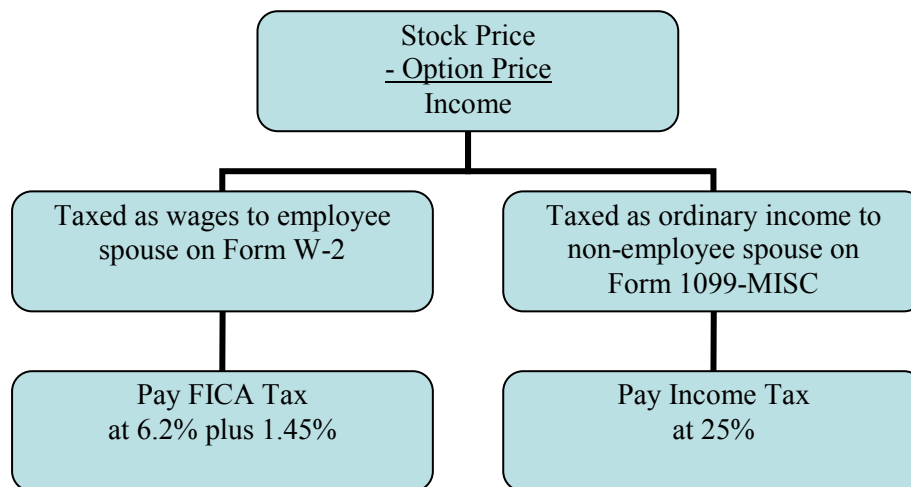 Stock Price
- Option Price
Income
Taxed as wages to employee
spouse on Form W-2
Taxed as ordinary income to
non-employee spouse on
Form 1099-MISC
Pay FICA Tax
at 6.2% plus 1.45%
Pay Income Tax
at 25%